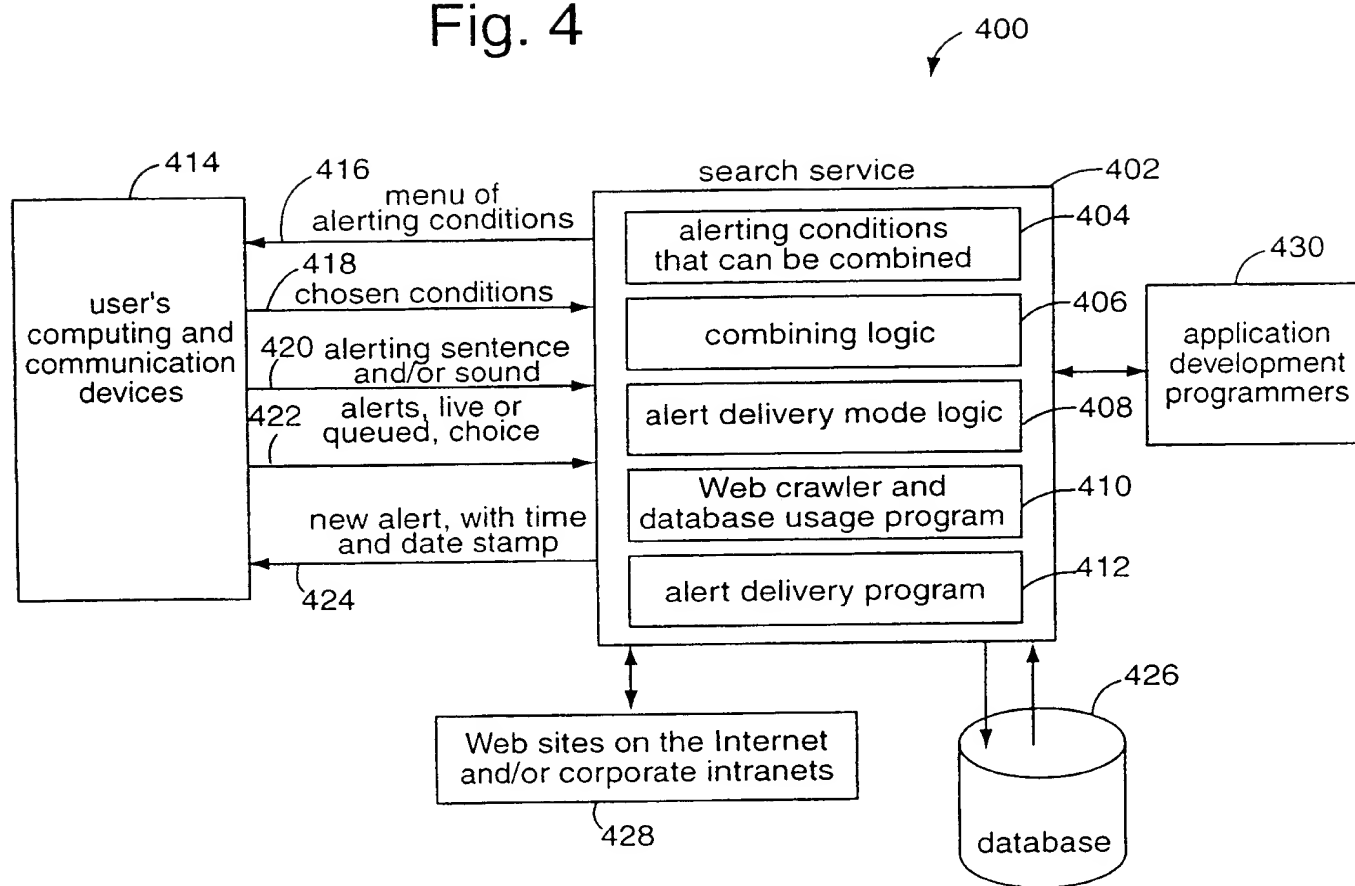 Fig. 4
400
414
416
menu of
alerting conditions
418
chosen conditions
420
alerting sentence
and/or sound
422
alerts, live or
queued, choice
new alert, with time
and date stamp
424
user's
computing and
communication
devices
search service
402
alerting conditions
that can be combined
404
combining logic
406
alert delivery mode logic
408
Web crawler and
database usage program
410
alert delivery program
412
430
application
development
programmers
Web sites on the Internet
and/or corporate intranets
428
426
database